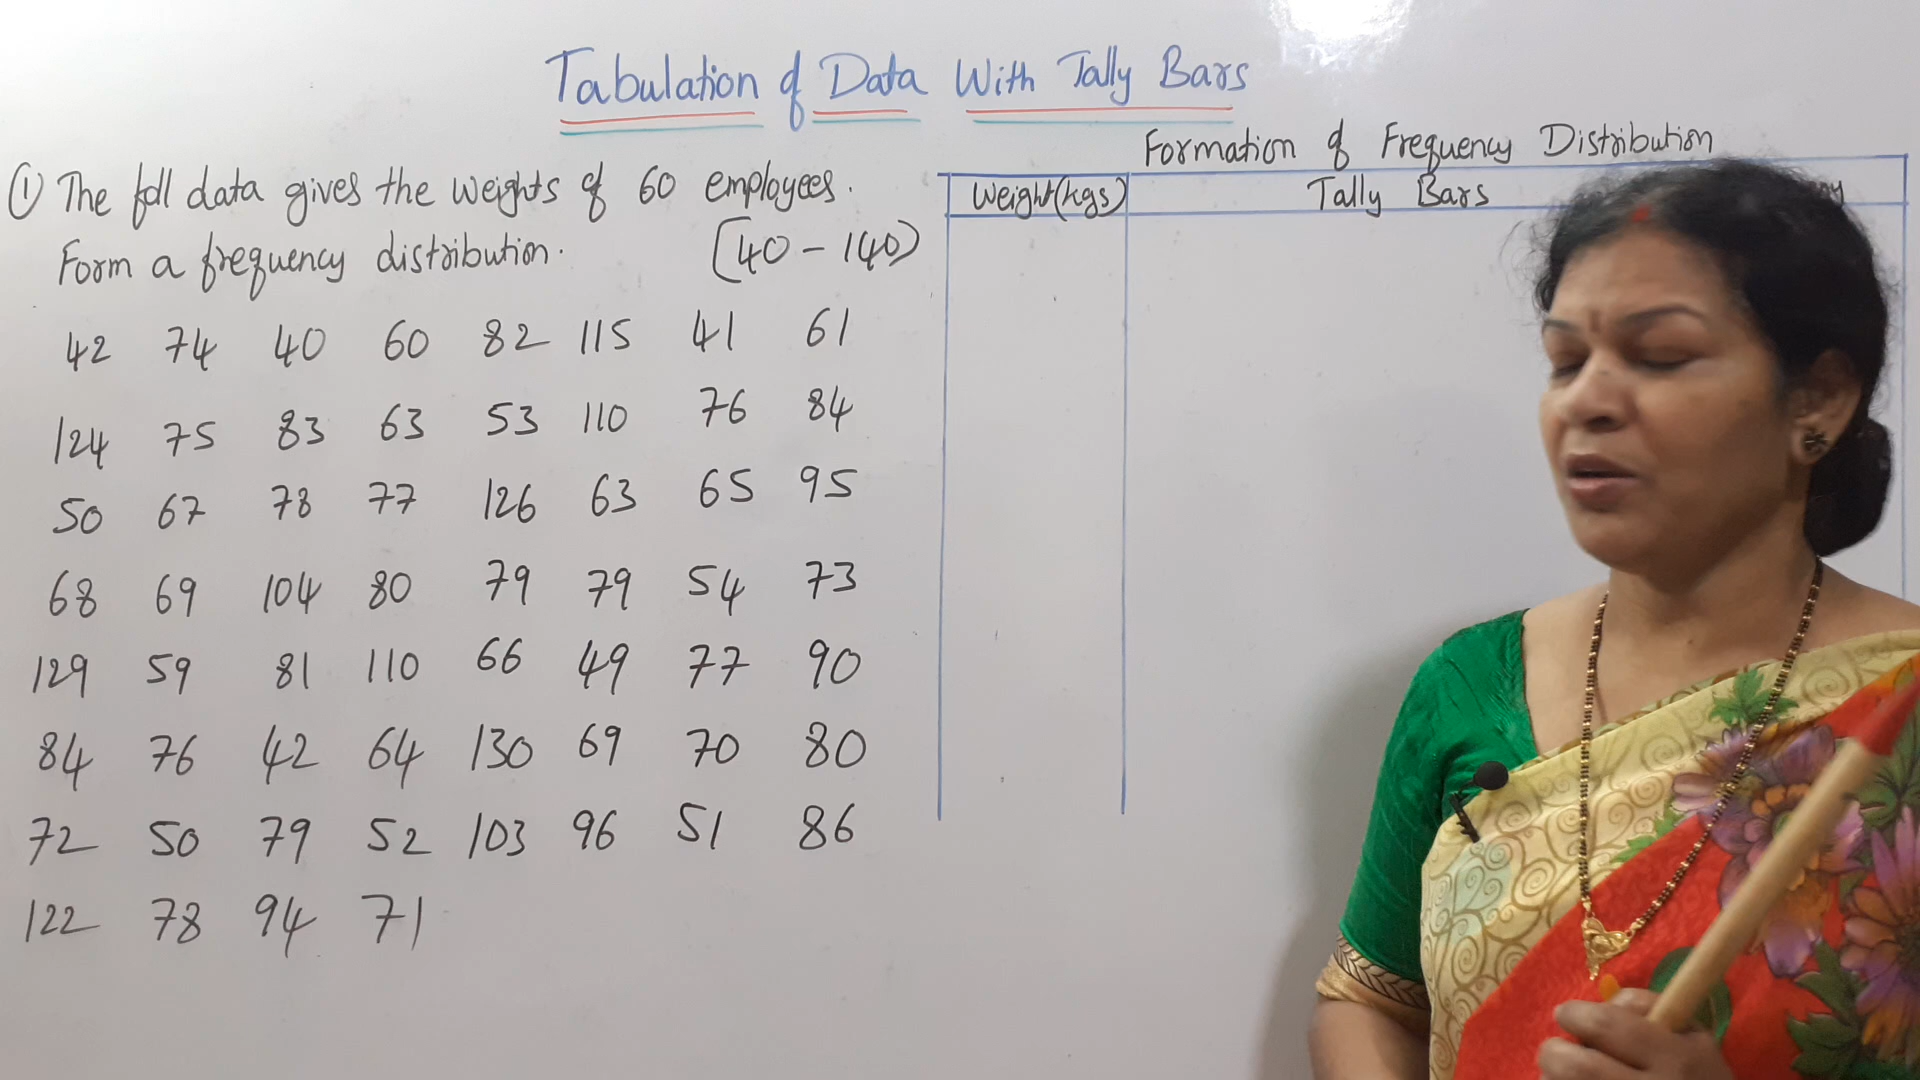 Tabulation of Data With Tally Bars
① The foll data gives the weights of 60 employees.
Form a frequency distribution. (40 - 140)
42 74 40 60 82 115 41 61
124 75 83 63 53 110 76 84
50 67 78 77 126 63 65 95
68 69 104 80 79 79 54 73
129 59 81 110 66 49 77 90
84 76 42 64 130 69 70 80
72 50 79 52 103 96 51 86
122 78 94 71
Formation of Frequency Distribution
Weight(kgs) Tally Bars